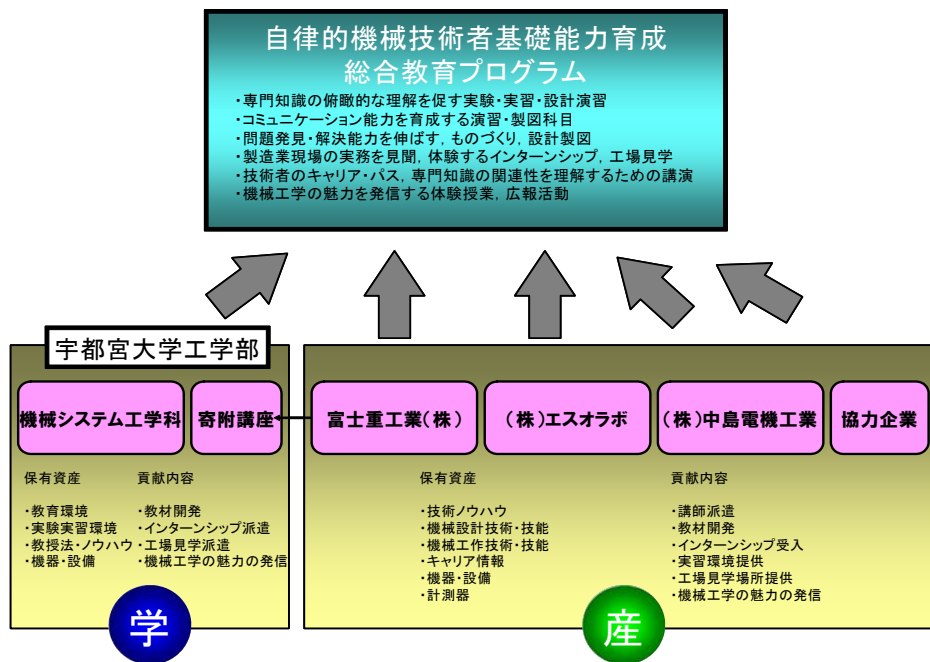 自律的機械技術者基礎能力育成
総合教育プログラム
・専門知識の俯瞰的な理解を促す実験・実習・設計演習
・コミュニケーション能力を育成する演習・製図科目
・問題発見・解決能力を伸ばす, ものづくり, 設計製図
・製造業現場の実務を見聞, 体験するインターンシップ, 工場見学
・技術者のキャリア・パス, 専門知識の関連性を理解するための講演
・機械工学の魅力を発信する体験授業, 広報活動
宇都宮大学工学部
機械システム工学科
寄附講座
保有資産
・教育環境
・実験実習環境
・教授法・ノウハウ
・機器・設備
貢献内容
・教材開発
・インターンシップ派遣
・工場見学派遣
・機械工学の魅力の発信
学
富士重工業(株)
(株)エスオラボ
(株)中島電機工業
協力企業
保有資産
・技術ノウハウ
・機械設計技術・技能
・機械工作技術・技能
・キャリア情報
・機器・設備
・計測器
貢献内容
・講師派遣
・教材開発
・インターンシップ受入
・実習環境提供
・工場見学場所提供
・機械工学の魅力の発信
産